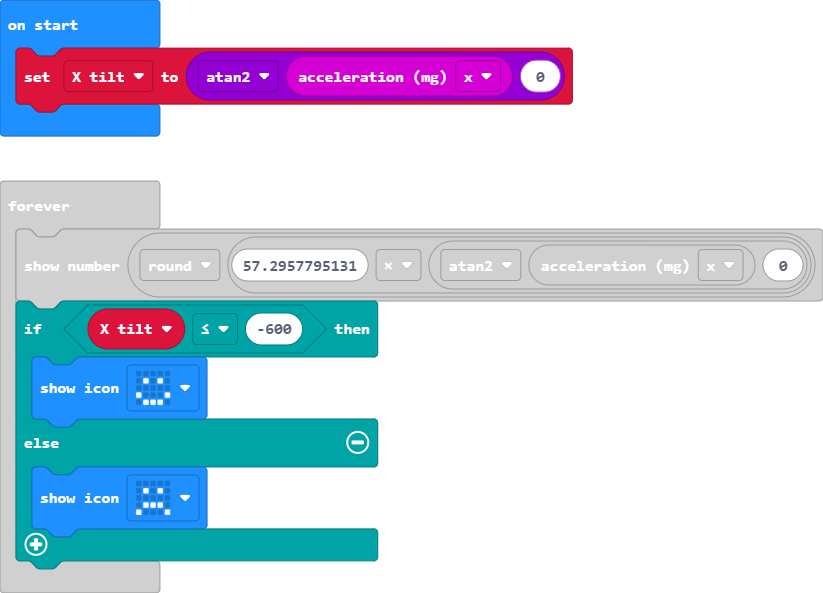 on start
set X tilt to atan2 acceleration (mg) x 0
forever
show number round 57.2957795131 × atan2 acceleration (mg) x 0
if X tilt ≤ -600 then
show icon
else
show icon